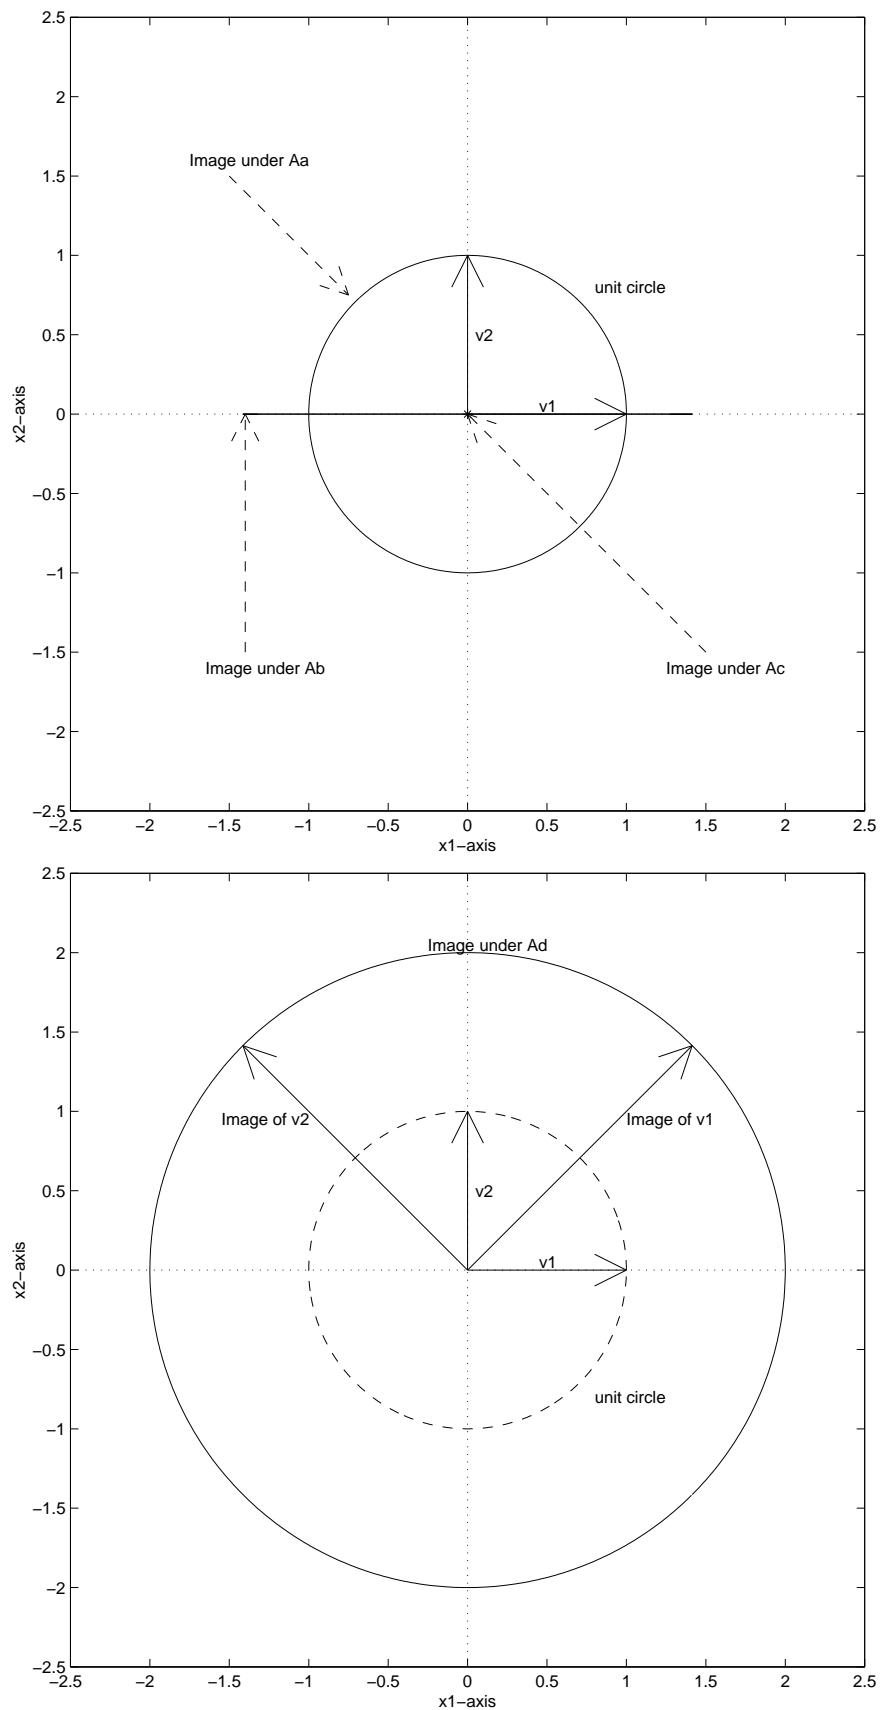 2.5
2
Image under Aa
1.5
1
unit circle
0.5
v2
v1
0
x2−axis
−0.5
−1
−1.5
Image under Ab
Image under Ac
−2
−2.5
−2.5 −2 −1.5 −1 −0.5 0 0.5 1 1.5 2 2.5
x1−axis
2.5
Image under Ad
2
1.5
Image of v2
Image of v1
1
0.5
v2
v1
0
x2−axis
−0.5
unit circle
−1
−1.5
−2
−2.5
−2.5 −2 −1.5 −1 −0.5 0 0.5 1 1.5 2 2.5
x1−axis